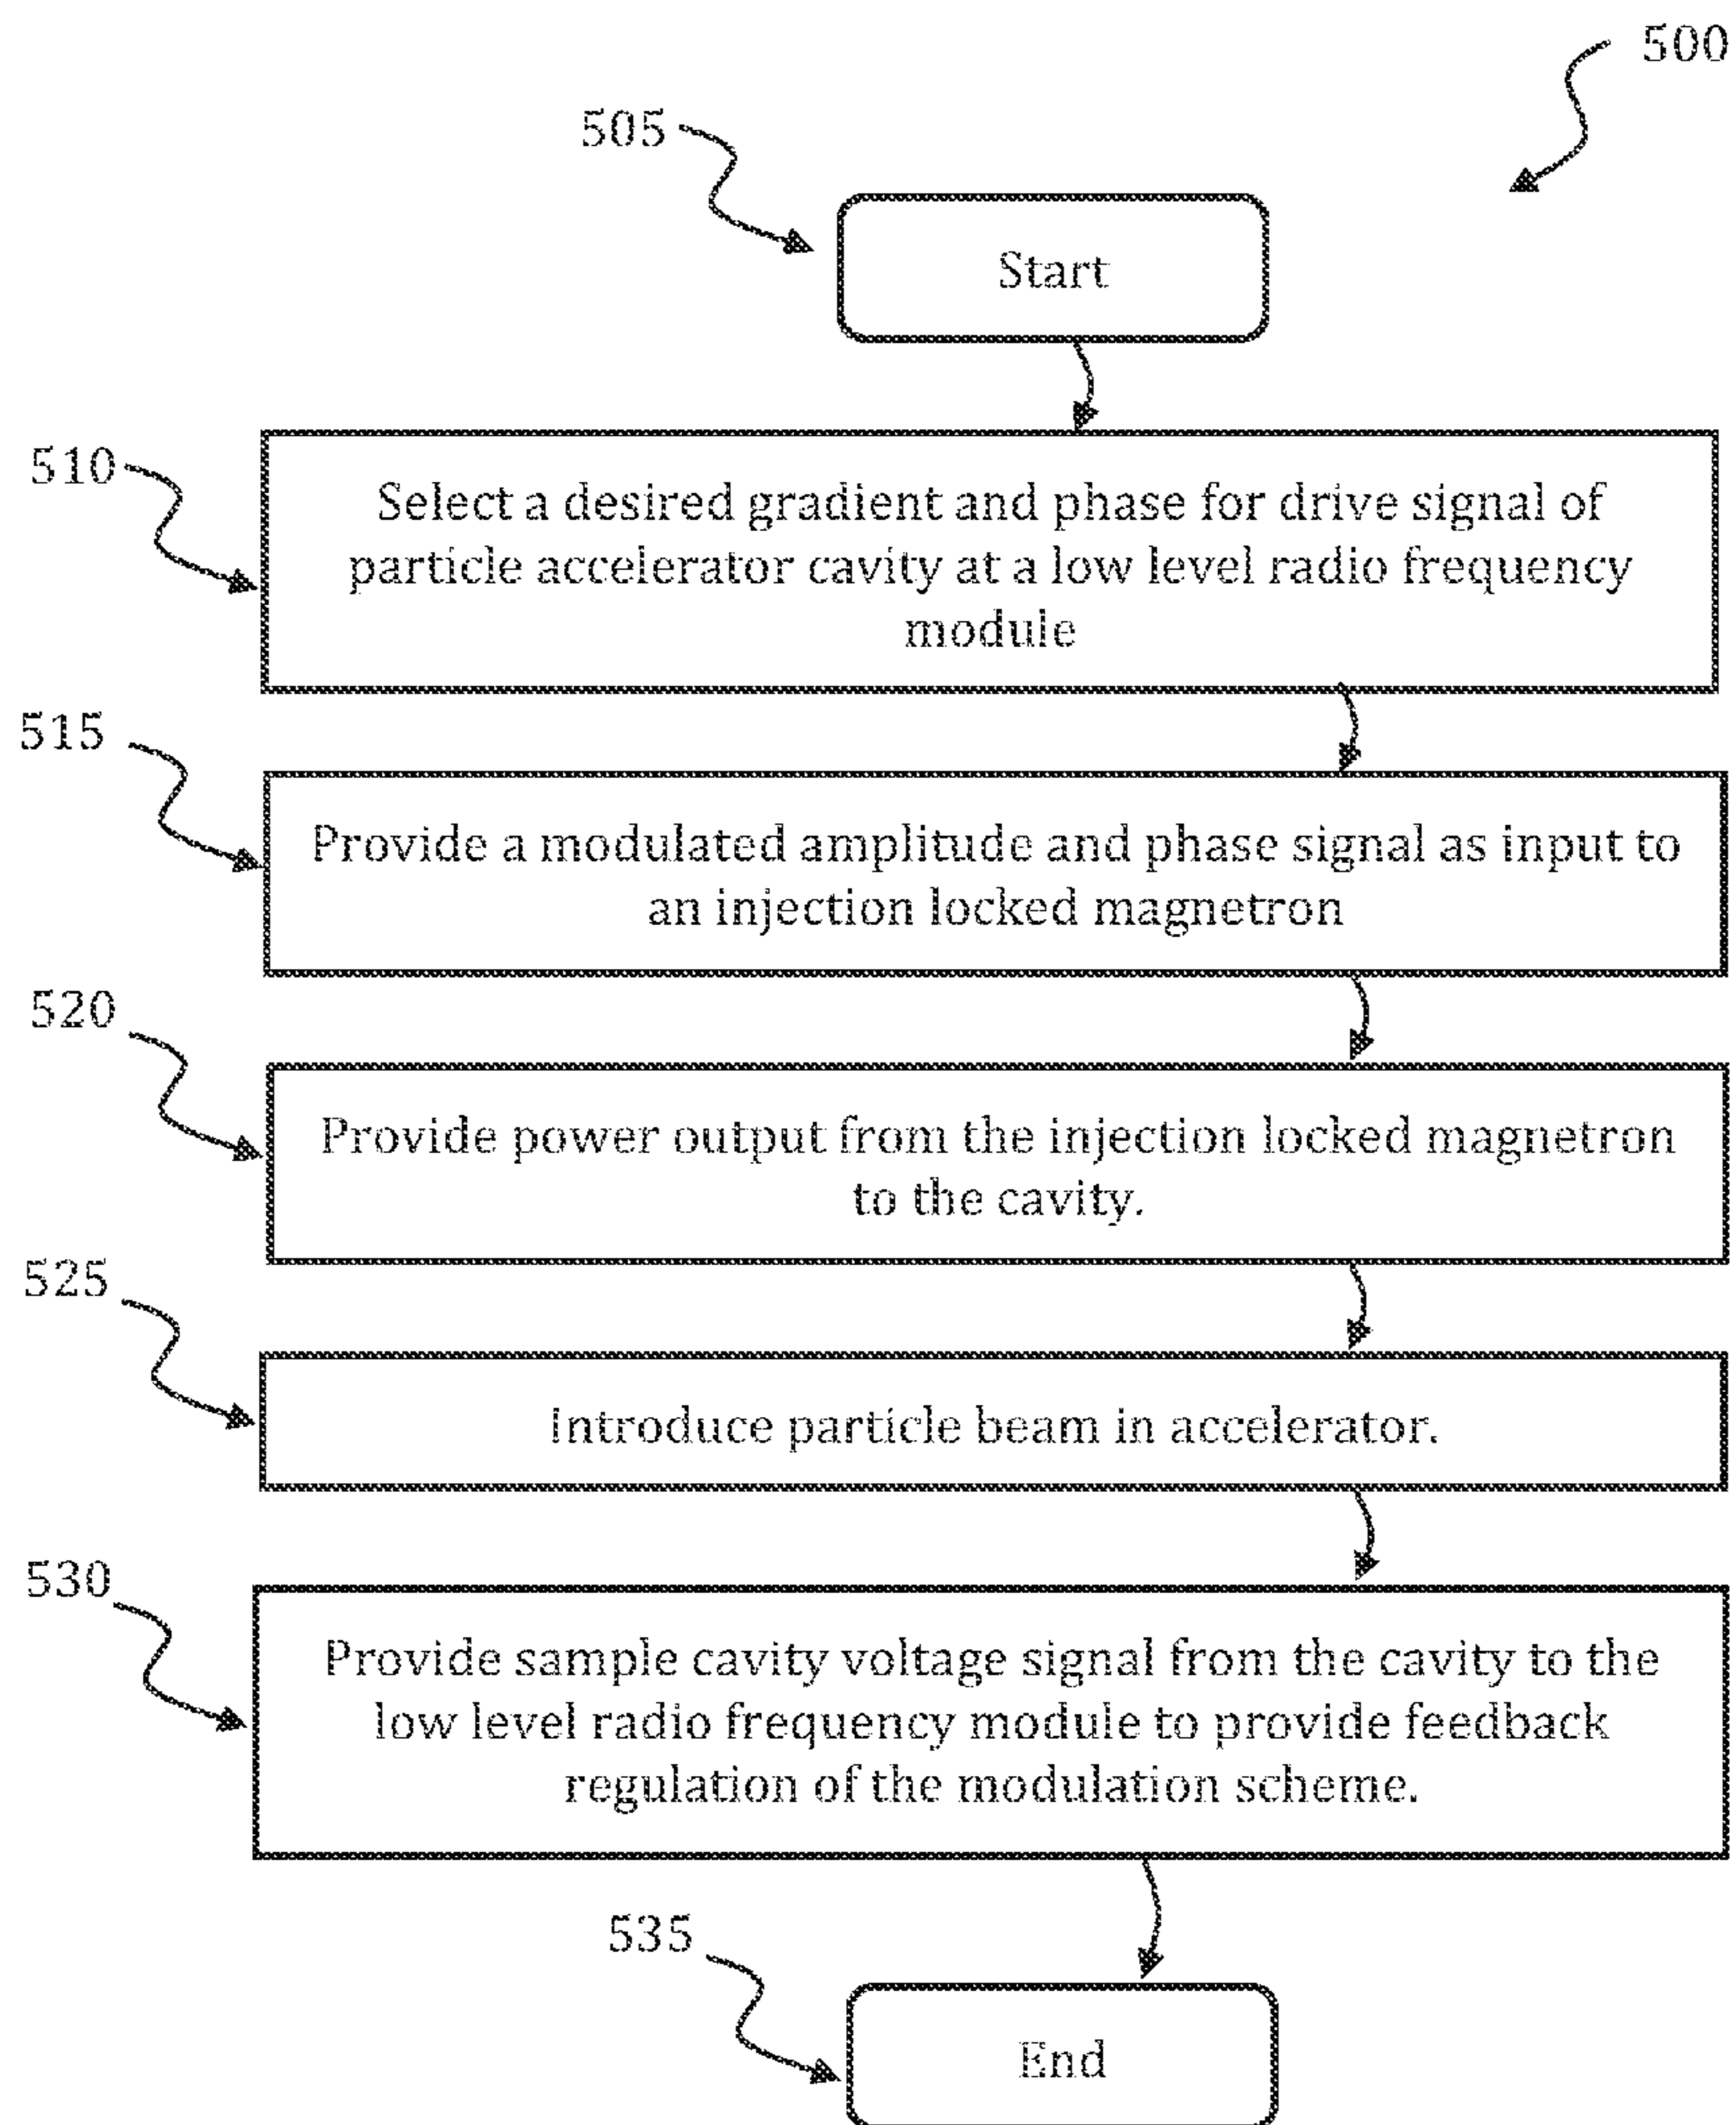 500
505
Start
510
Select a desired gradient and phase for drive signal of
particle accelerator cavity at a low level radio frequency
module
515
Provide a modulated amplitude and phase signal as input to
an injection locked magnetron
520
Provide power output from the injection locked magnetron
to the cavity.
525
Introduce particle beam in accelerator.
530
Provide sample cavity voltage signal from the cavity to the
low level radio frequency module to provide feedback
regulation of the modulation scheme.
535
End